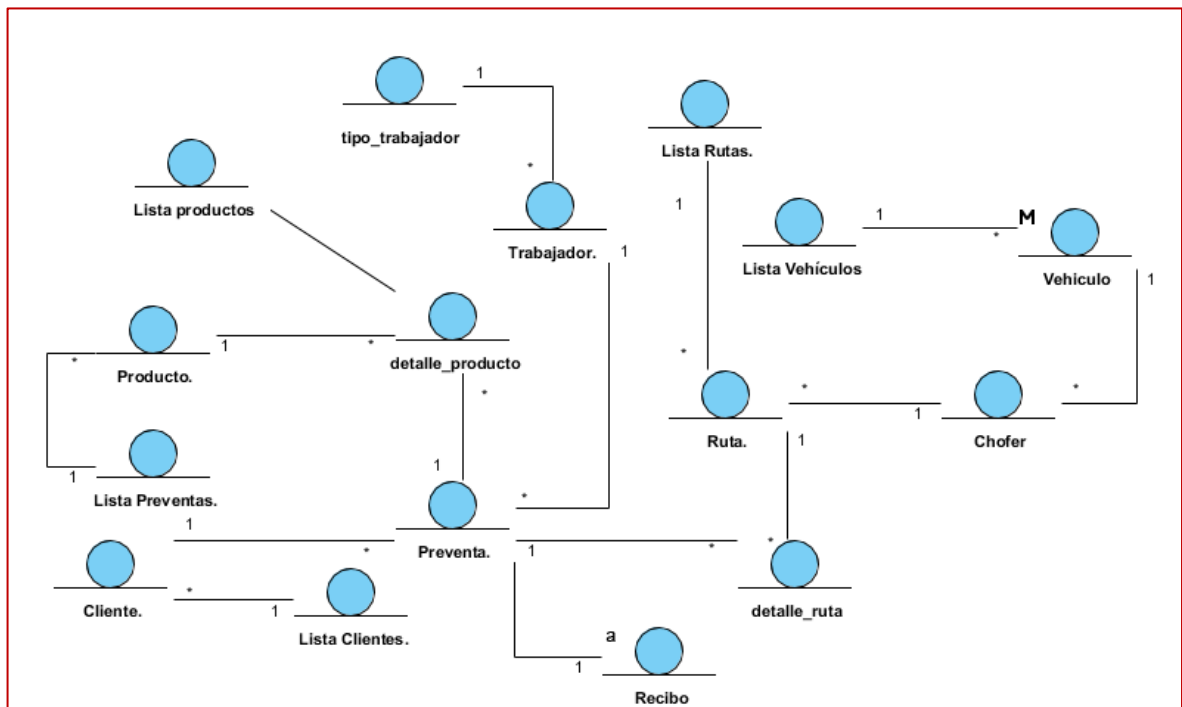 1
tipo_trabajador
Lista Rutas.
*
Lista productos
1
1
M
*
Trabajador.
1
Lista Vehículos
Vehiculo
1
1
*
*
Producto.
detalle_producto
*
*
*
*
1
Ruta.
1
Chofer
1
1
1
Lista Preventas.
*
1
*
Preventa.
1
*
*
Cliente.
*
1
Lista Clientes.
detalle_ruta
a
1
Recibo